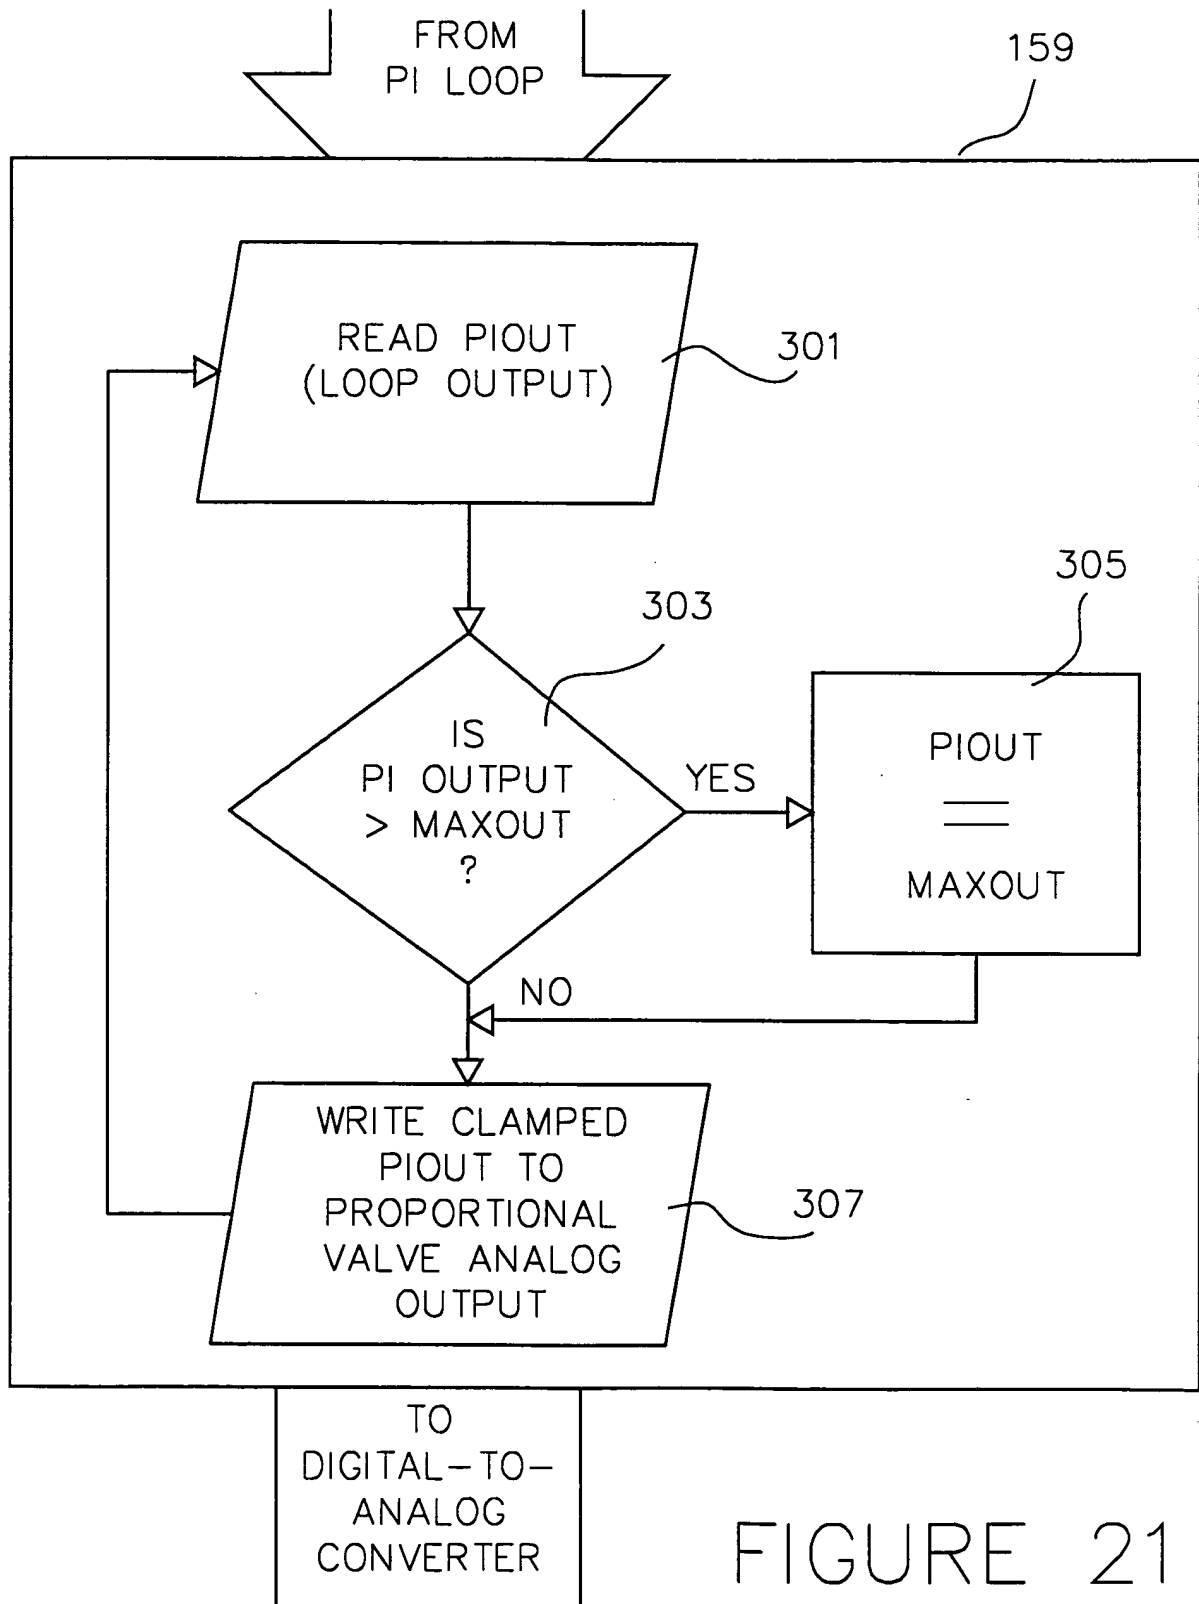 FROM
PI LOOP
159
READ PIOUT
(LOOP OUTPUT)
301
303
305
IS
PI OUTPUT
> MAXOUT
?
YES
PIOUT
=
MAXOUT
NO
WRITE CLAMPED
PIOUT TO
PROPORTIONAL
VALVE ANALOG
OUTPUT
307
TO
DIGITAL-TO-
ANALOG
CONVERTER
FIGURE 21